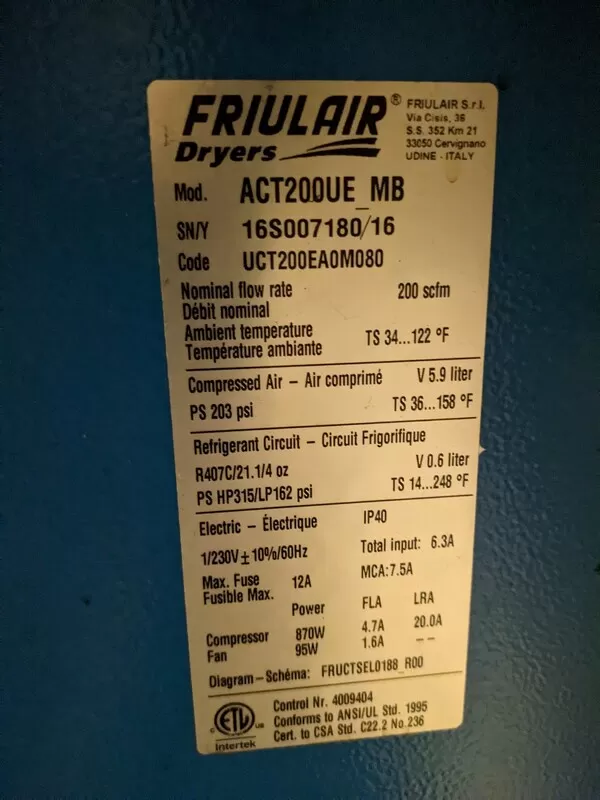 FRIULAIR ®
Dryers
FRIULAIR S.r.l.
Via Cisis, 36
S.S. 352 Km 21
33050 Cervignano
UDINE - ITALY
Mod. ACT200UE_MB
SN/Y 16S007180/16
Code UCT200EA0M080
Nominal flow rate 200 scfm
Débit nominal
Ambient temperature TS 34...122 °F
Température ambiante
Compressed Air - Air comprimé V 5.9 liter
PS 203 psi TS 36...158 °F
Refrigerant Circuit - Circuit Frigorifique
R407C/21.1/4 oz V 0.6 liter
PS HP315/LP162 psi TS 14...248 °F
Electric - Électrique IP40
1/230V±10%/60Hz Total input: 6.3A
Max. Fuse 12A MCA:7.5A
Fusible Max.
Power FLA LRA
Compressor 870W 4.7A 20.0A
Fan 95W 1.6A --
Diagram-Schéma: FRUCTSEL0188_R00
Control Nr. 4009404
Conforms to ANSI/UL Std. 1995
Cert. to CSA Std. C22.2 No.236
c ETL us
Intertek